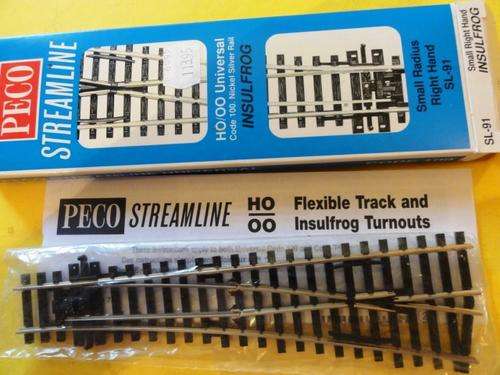 PECO
STREAMLINE
11395
HO/OO Universal
Code 100. Nickel Silver Rail
INSULFROG
Small Radius
Right Hand
SL-91
Small Right Hand
INSULFROG
SL-91
PECO STREAMLINE HO OO Flexible Track and
Insulfrog Turnouts